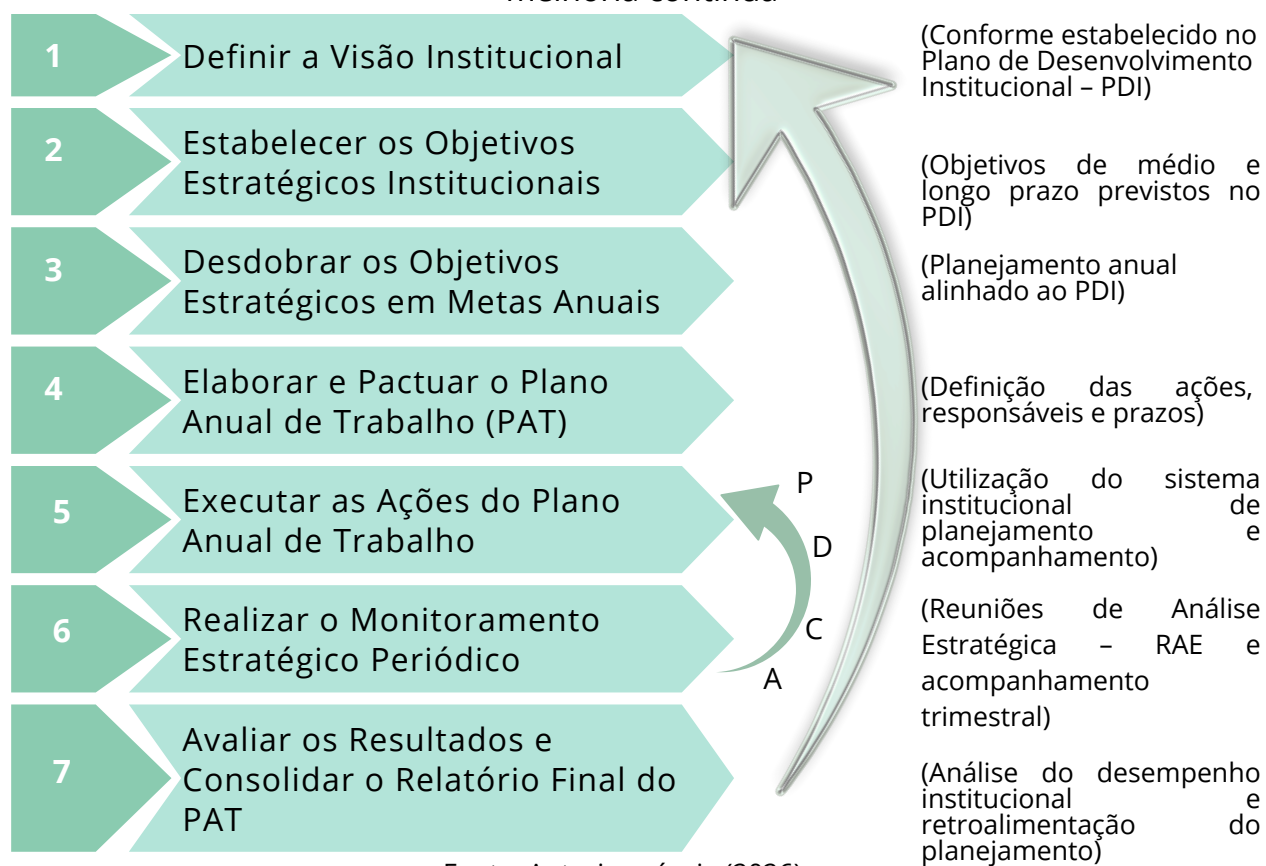 melhoria contínua
1
Definir a Visão Institucional
(Conforme estabelecido no
Plano de Desenvolvimento
Institucional – PDI)
2
Estabelecer os Objetivos
Estratégicos Institucionais
(Objetivos de médio e
longo prazo previstos no
PDI)
3
Desdobrar os Objetivos
Estratégicos em Metas Anuais
(Planejamento anual
alinhado ao PDI)
4
Elaborar e Pactuar o Plano
Anual de Trabalho (PAT)
(Definição das ações,
responsáveis e prazos)
5
Executar as Ações do Plano
Anual de Trabalho
P
D
(Utilização do sistema
institucional de
planejamento e
acompanhamento)
6
Realizar o Monitoramento
Estratégico Periódico
C
A
(Reuniões de Análise
Estratégica – RAE e
acompanhamento
trimestral)
7
Avaliar os Resultados e
Consolidar o Relatório Final do
PAT
(Análise do desempenho
institucional e
retroalimentação do
planejamento)